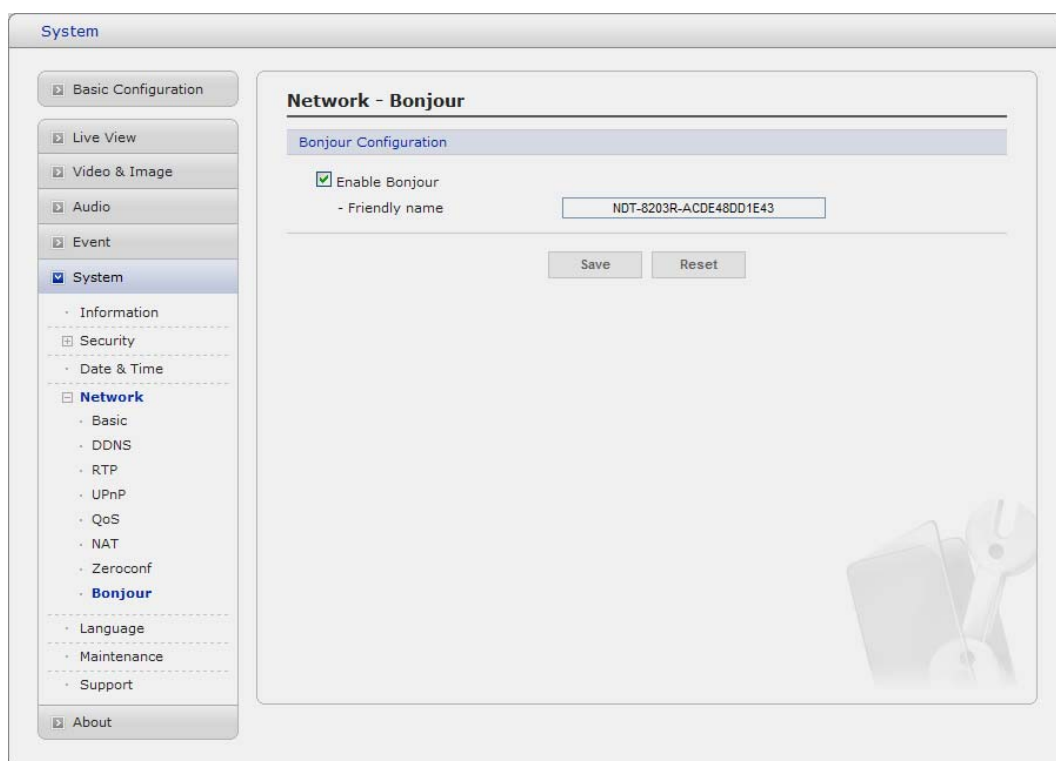 System
Basic Configuration
Live View
Video & Image
Audio
Event
System
Information
Security
Date & Time
Network
Basic
DDNS
RTP
UPnP
QoS
NAT
Zeroconf
Bonjour
Language
Maintenance
Support
About
Network - Bonjour
Bonjour Configuration
Enable Bonjour
- Friendly name NDT-8203R-ACDE48DD1E43
Save Reset